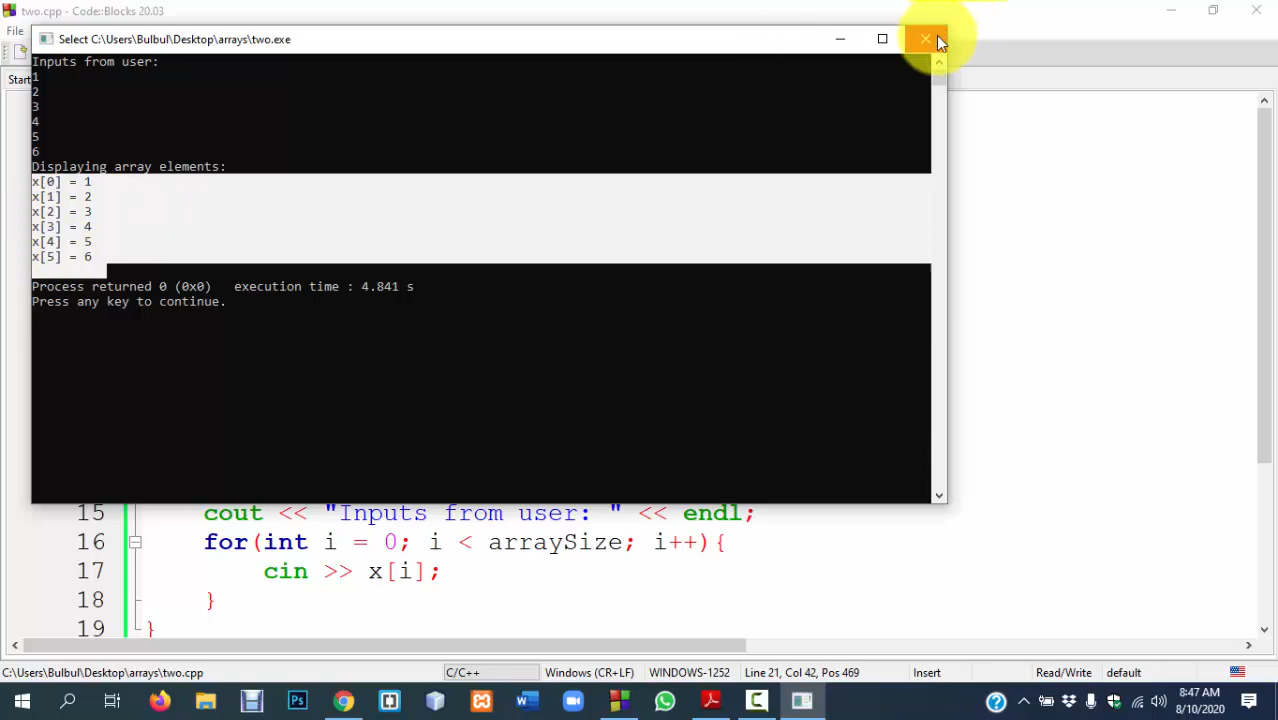 two.cpp - Code::Blocks 20.03
File
Select C:\Users\Bulbul\Desktop\arrays\two.exe
Start
Inputs from user:
1
2
3
4
5
6
Displaying array elements:
x[0] = 1
x[1] = 2
x[2] = 3
x[3] = 4
x[4] = 5
x[5] = 6
Process returned 0 (0x0)   execution time : 4.841 s
Press any key to continue.
15 cout << "Inputs from user: " << endl;
16 for(int i = 0; i < arraySize; i++){
17 cin >> x[i];
18 }
19 }
C:\Users\Bulbul\Desktop\arrays\two.cpp C/C++ Windows (CR+LF) WINDOWS-1252 Line 21, Col 42, Pos 469 Insert Read/Write default
8:47 AM
8/10/2020